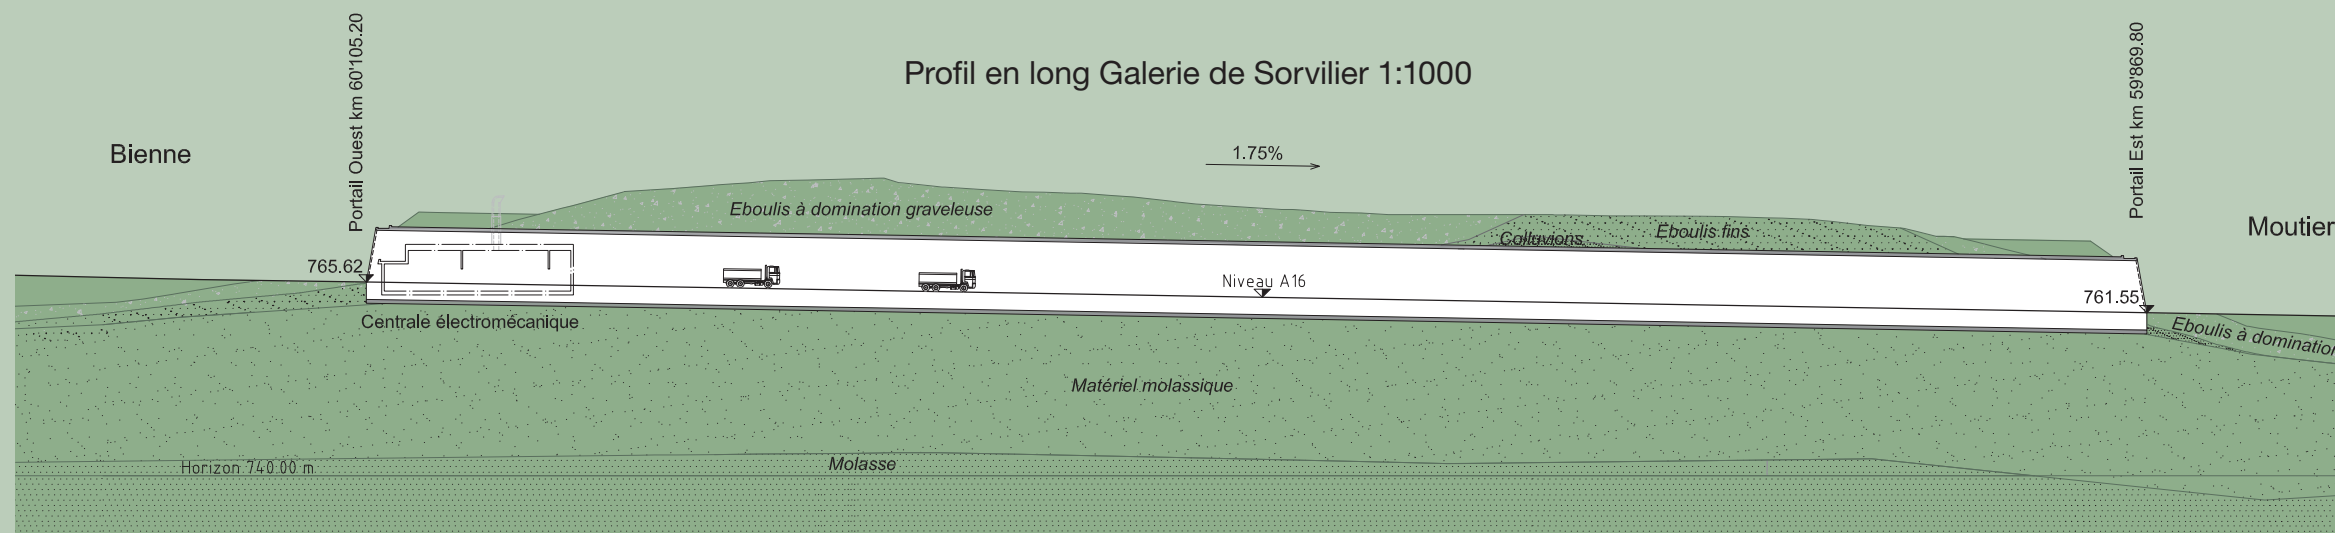 Profil en long Galerie de Sorvilier 1:1000
Portail Ouest km 60'105.20
Portail Est km 59'869.80
Bienne
1.75%
Moutier
Eboulis à domination graveleuse
Colluvions
Eboulis fins
765.62
Niveau A16
761.55
Centrale électromécanique
Eboulis à domination
Matériel molassique
Horizon 740.00 m
Molasse